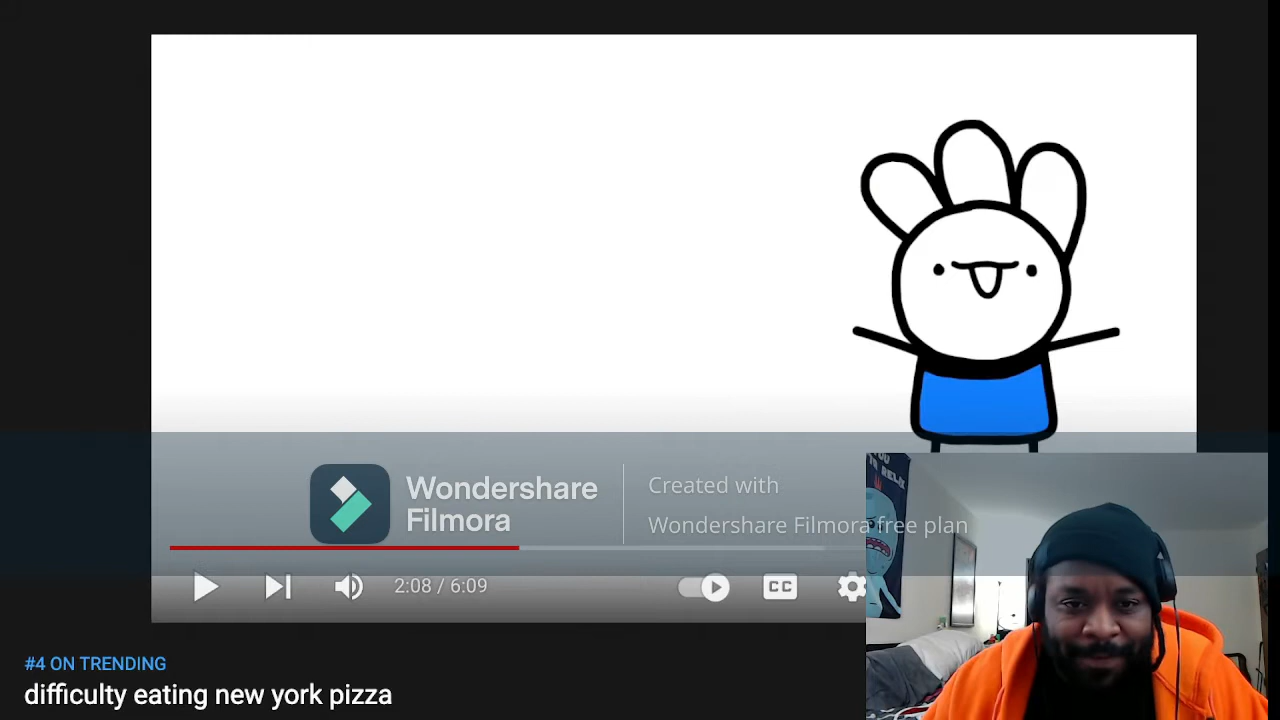 Wondershare
Filmora
Created with
Wondershare Filmora free plan
2:08 / 6:09
CC
#4 ON TRENDING
difficulty eating new york pizza